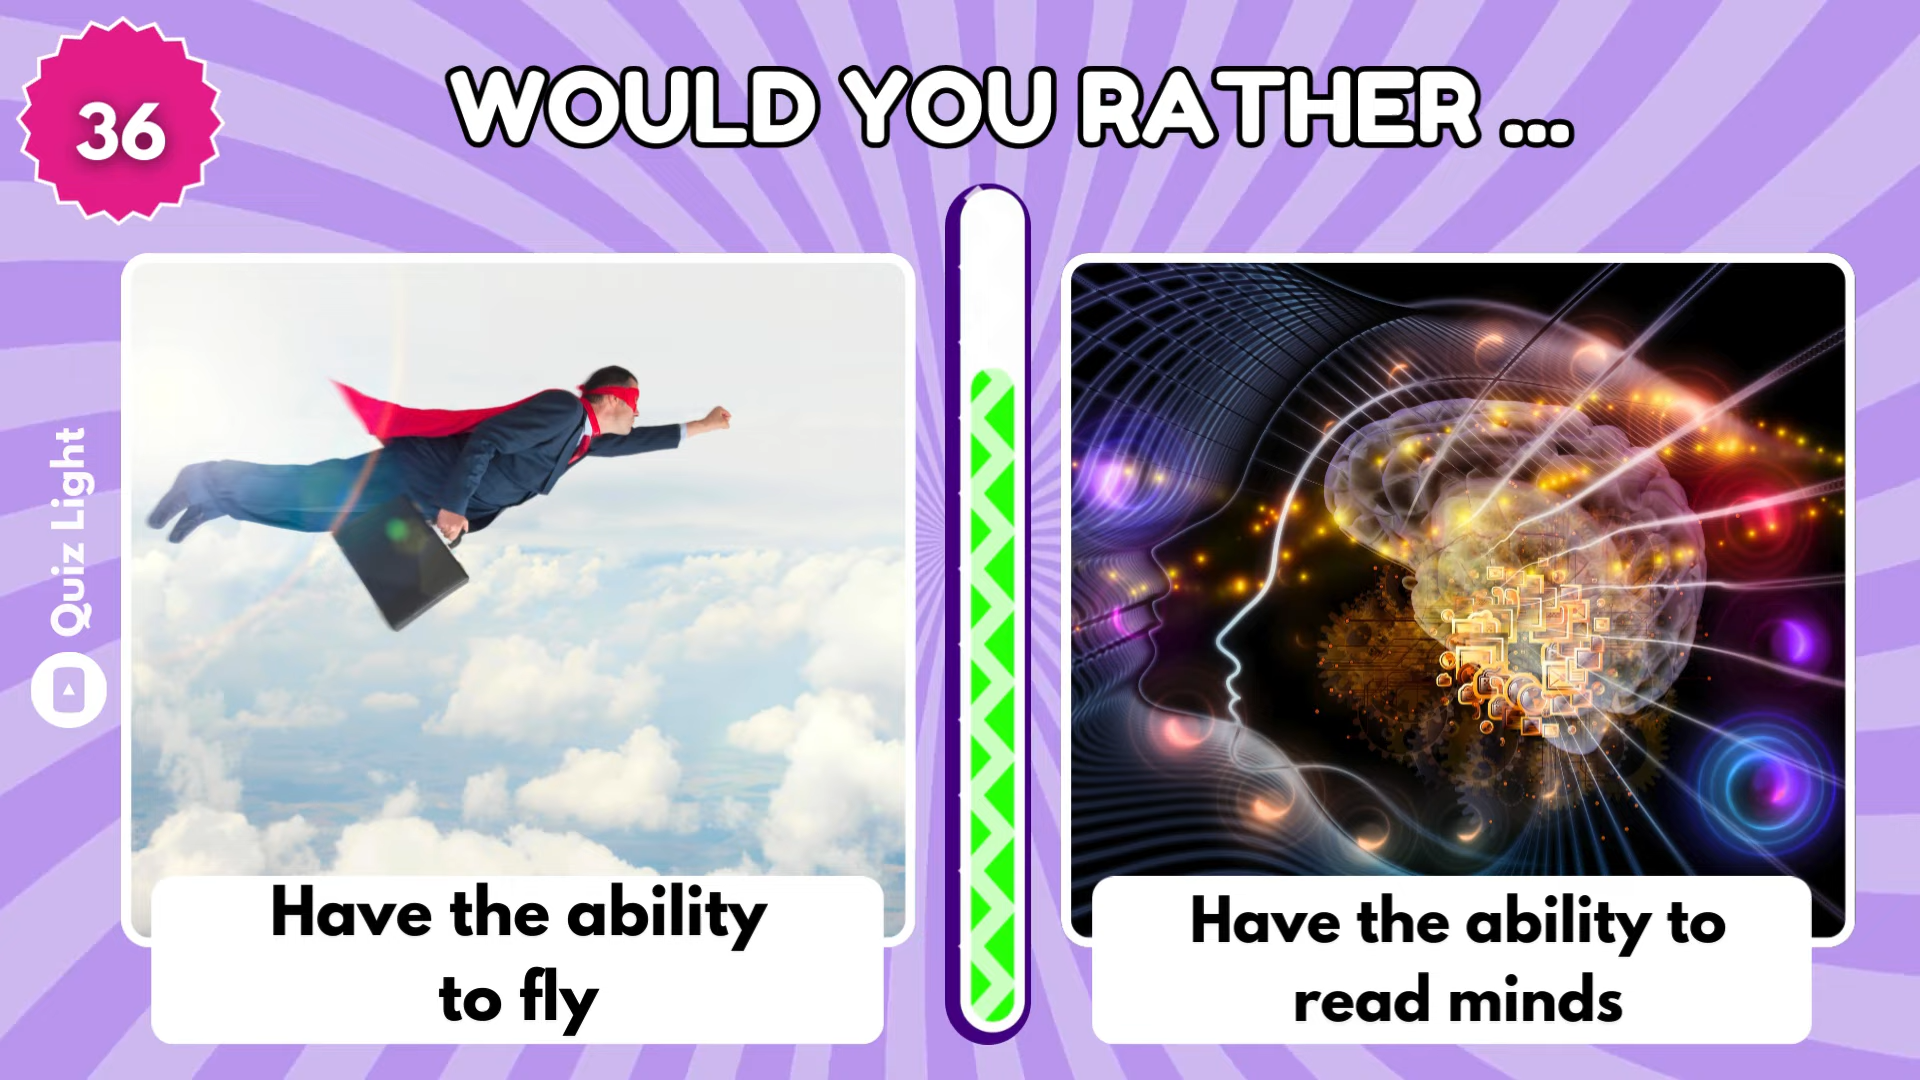 36
WOULD YOU RATHER ...
Quiz Light
Have the ability
to fly
Have the ability to
read minds